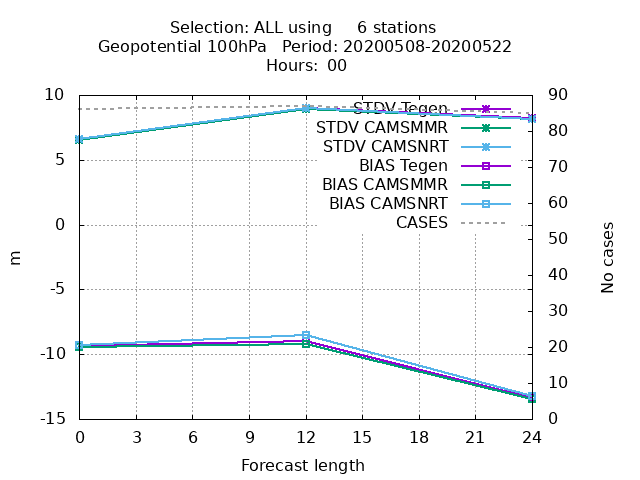 Selection: ALL using     6 stations
Geopotential 100hPa   Period: 20200508-20200522
Hours:  00
10
5
0
-5
-10
-15
m
90
80
70
60
50
40
30
20
10
0
No cases
STDV Tegen
STDV CAMSMMR
STDV CAMSNRT
BIAS Tegen
BIAS CAMSMMR
BIAS CAMSNRT
CASES
0 3 6 9 12 15 18 21 24
Forecast length